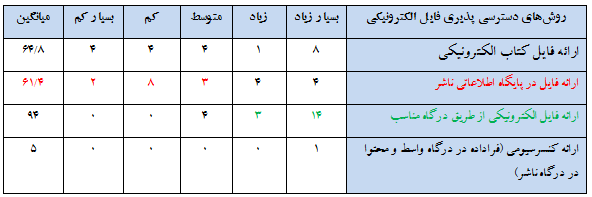 روش‌های دسترسی پذیری فایل الکترونیکی	بسیار زیاد	زیاد	متوسط	کم	بسیار کم	میانگین
ارائه فایل کتاب الکترونیکی	۸	۱	۴	۴	۴	۶۴/۸
ارائه فایل در پایگاه اطلاعاتی ناشر	۴	۴	۳	۸	۲	۶۱/۴
ارائه فایل الکترونیکی از طریق درگاه مناسب	۱۴	۳	۴	۰	۰	۹۴
ارائه کنسرسیومی (فراداده در درگاه واسط و محتوا	۱	۰	۰	۰	۰	۵
در درگاه ناشر)